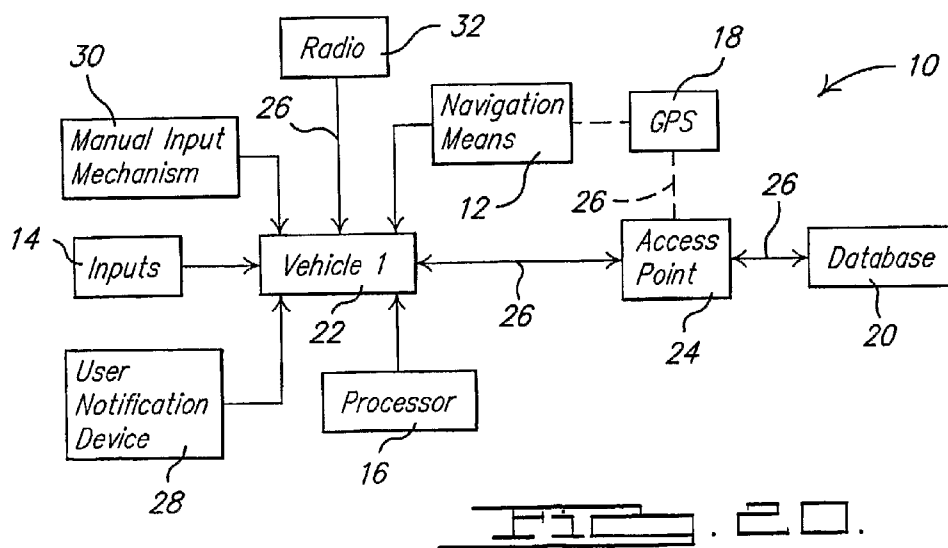 Radio
32
30
26
18
10
Manual Input
Mechanism
Navigation
Means
GPS
12
26
26
14
Inputs
Vehicle 1
Access
Point
Database
22
26
24
20
User
Notification
Device
Processor
28
16